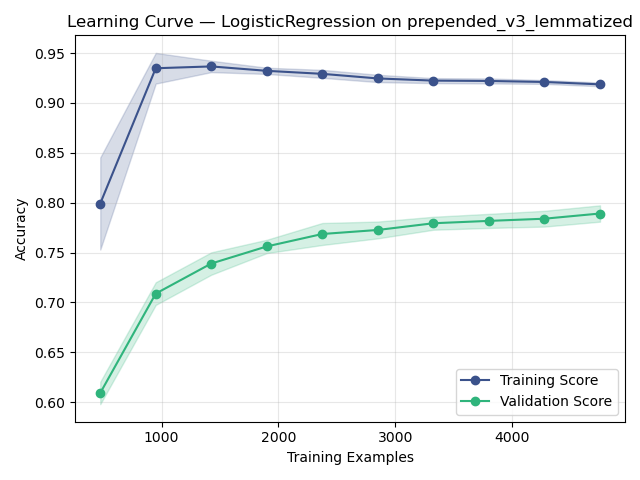 Learning Curve — LogisticRegression on prepended_v3_lemmatized
0.95
0.90
0.85
0.80
0.75
0.70
0.65
0.60
Accuracy
Training Score
Validation Score
1000
2000
3000
4000
Training Examples